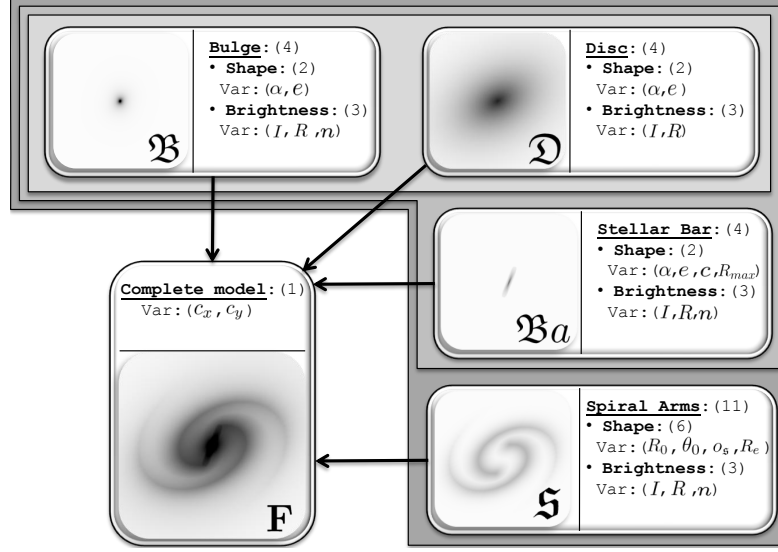 Bulge: (4)
• Shape: (2)
Var: (α, e)
• Brightness: (3)
Var: (I, R, n)
𝔅
Disc: (4)
• Shape: (2)
Var: (α, e)
• Brightness: (3)
Var: (I, R)
𝔇
Stellar Bar: (4)
• Shape: (2)
Var: (α, e, c, R_max)
• Brightness: (3)
Var: (I, R, n)
𝔅a
Complete model: (1)
Var: (c_x, c_y)
F
Spiral Arms: (11)
• Shape: (6)
Var: (R_0, θ_0, o_𝔰, R_e)
• Brightness: (3)
Var: (I, R, n)
𝕾